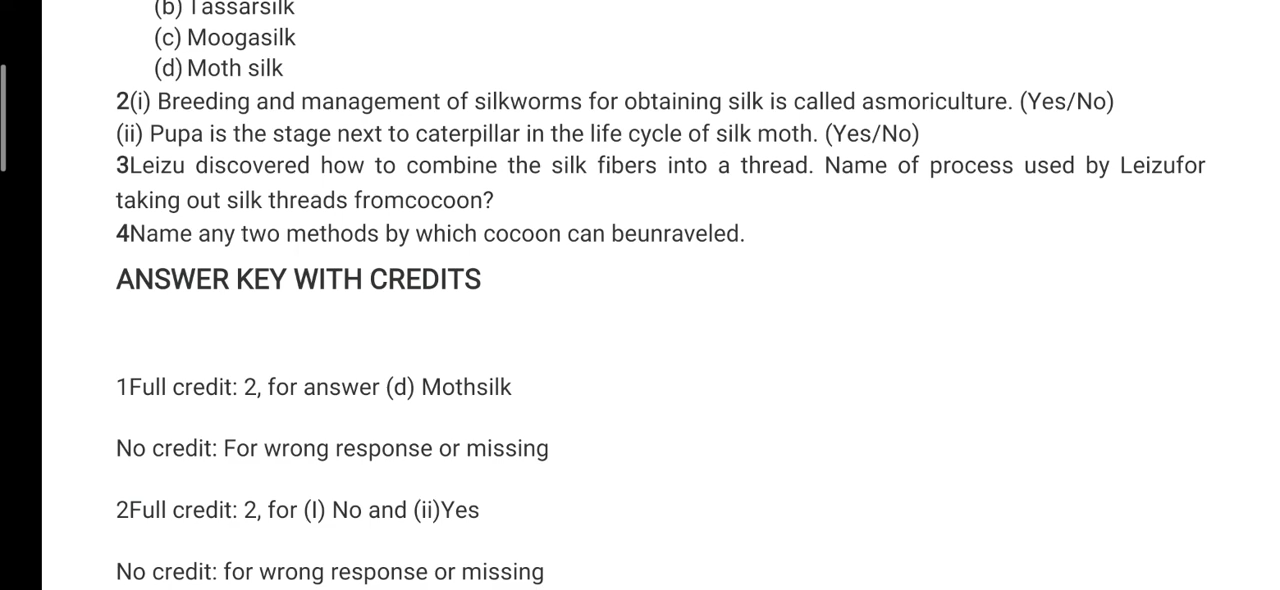 (b) Tassarsilk
(c) Moogasilk
(d) Moth silk
2(i) Breeding and management of silkworms for obtaining silk is called asmoriculture. (Yes/No)
(ii) Pupa is the stage next to caterpillar in the life cycle of silk moth. (Yes/No)
3Leizu discovered how to combine the silk fibers into a thread. Name of process used by Leizufor
taking out silk threads fromcocoon?
4Name any two methods by which cocoon can beunraveled.
ANSWER KEY WITH CREDITS
1Full credit: 2, for answer (d) Mothsilk
No credit: For wrong response or missing
2Full credit: 2, for (I) No and (ii)Yes
No credit: for wrong response or missing